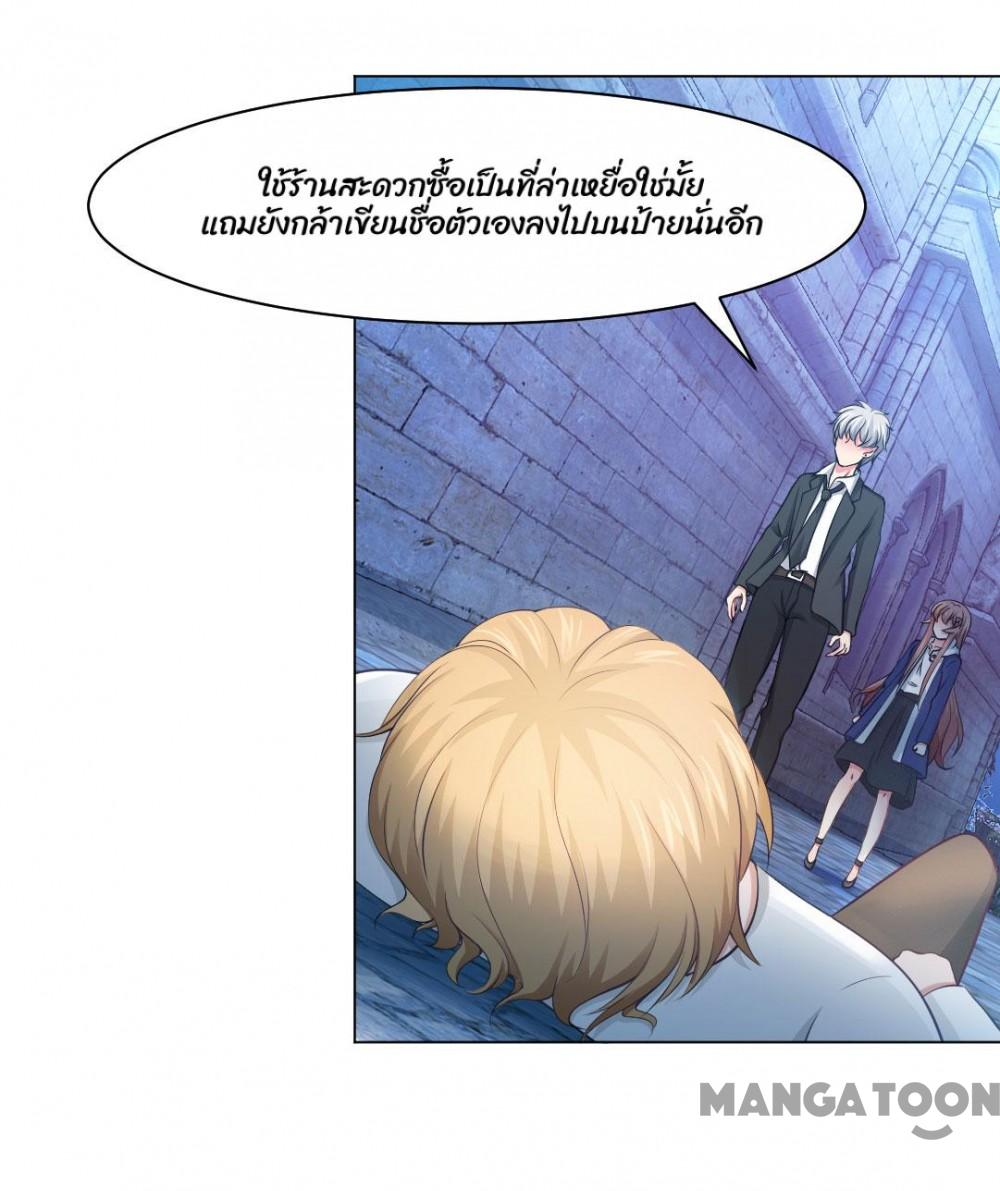 ใช้ร้านสะดวกซื้อเป็นที่ล่าเหยื่อใช่มั้ย
แถมยังกล้าเขียนชื่อตัวเองลงไปบนป้ายนั่นอีก
MANGATOON